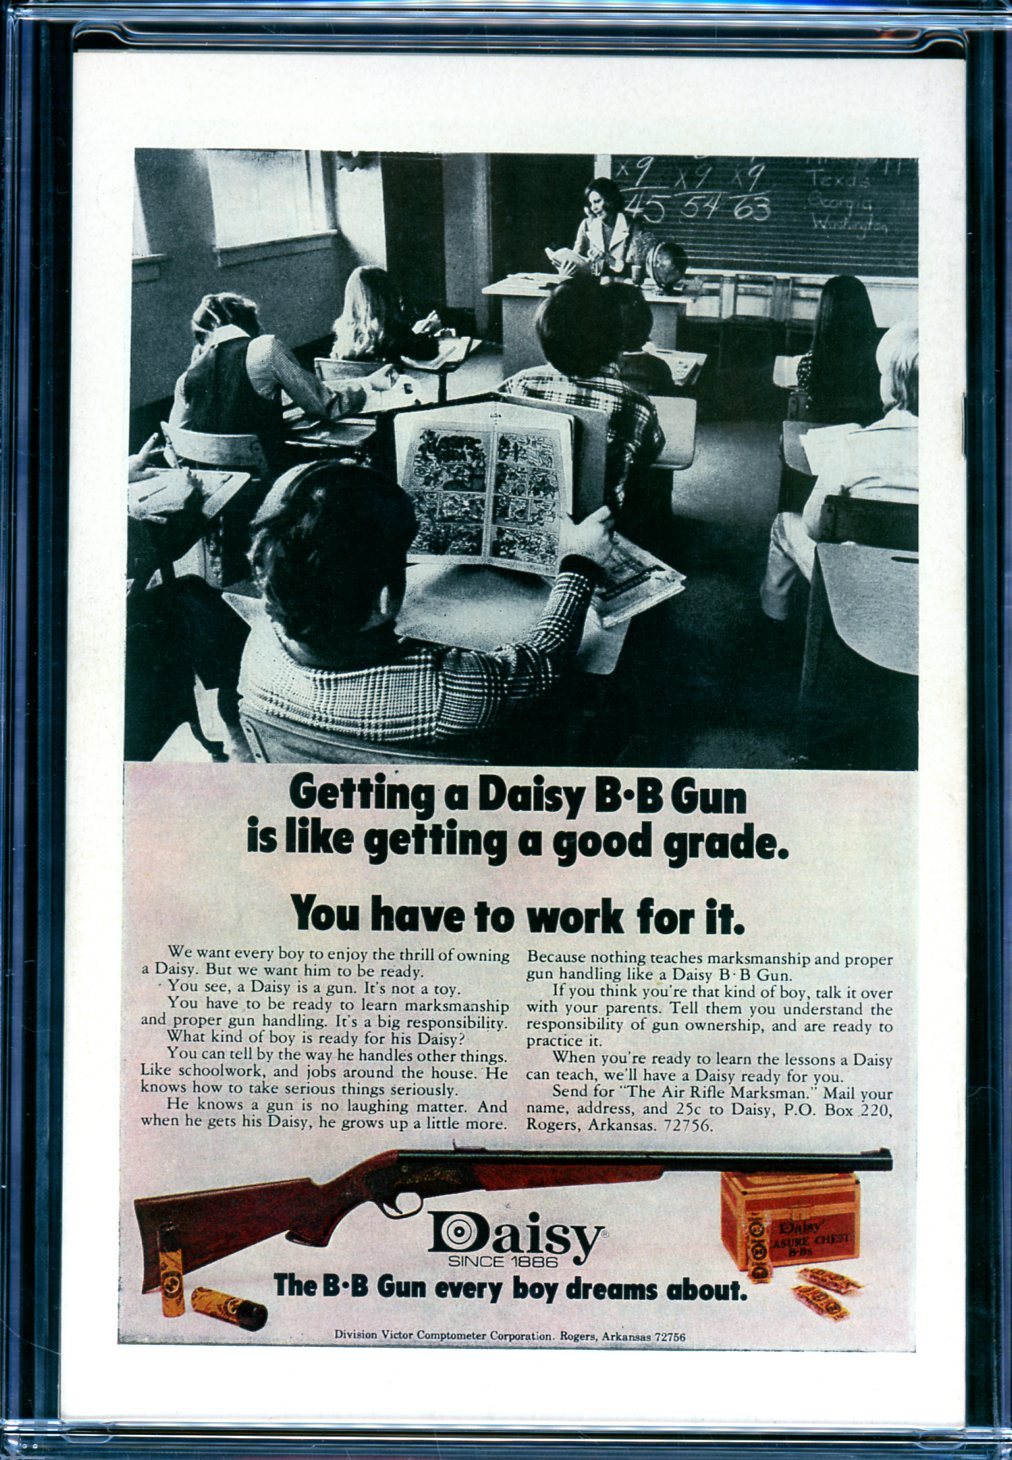 x9 x9 x9
45 54 63
Texas
Georgia
Washington
Getting a Daisy B·B Gun
is like getting a good grade.
You have to work for it.
We want every boy to enjoy the thrill of owning
a Daisy. But we want him to be ready.
You see, a Daisy is a gun. It's not a toy.
You have to be ready to learn marksmanship
and proper gun handling. It's a big responsibility.
What kind of boy is ready for his Daisy?
You can tell by the way he handles other things.
Like schoolwork, and jobs around the house. He
knows how to take serious things seriously.
He knows a gun is no laughing matter. And
when he gets his Daisy, he grows up a little more.
Because nothing teaches marksmanship and proper
gun handling like a Daisy B·B Gun.
If you think you're that kind of boy, talk it over
with your parents. Tell them you understand the
responsibility of gun ownership, and are ready to
practice it.
When you're ready to learn the lessons a Daisy
can teach, we'll have a Daisy ready for you.
Send for "The Air Rifle Marksman." Mail your
name, address, and 25c to Daisy, P.O. Box 220,
Rogers, Arkansas. 72756.
Daisy®
SINCE 1886
Daisy
ASURE CHEST
B·Bs
The B·B Gun every boy dreams about.
Division Victor Comptometer Corporation. Rogers, Arkansas 72756